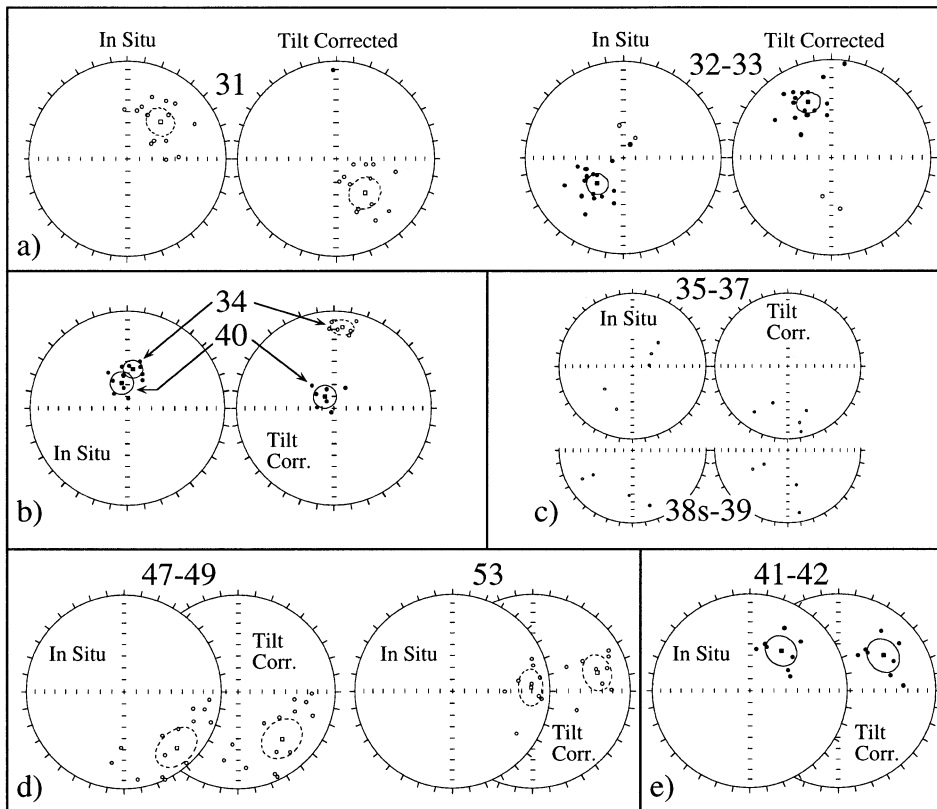 In Situ
Tilt Corrected
31
a)
In Situ
Tilt Corrected
32-33
34
40
In Situ
Tilt
Corr.
b)
35-37
In Situ
Tilt
Corr.
c)
38s-39
47-49
In Situ
Tilt
Corr.
d)
53
In Situ
Tilt
Corr.
41-42
In Situ
Tilt
Corr.
e)